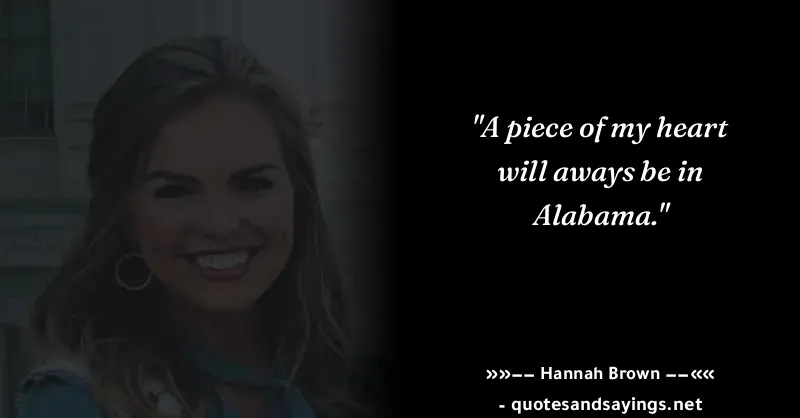 "A piece of my heart
will aways be in
Alabama."
»»−− Hannah Brown −−««
- quotesandsayings.net